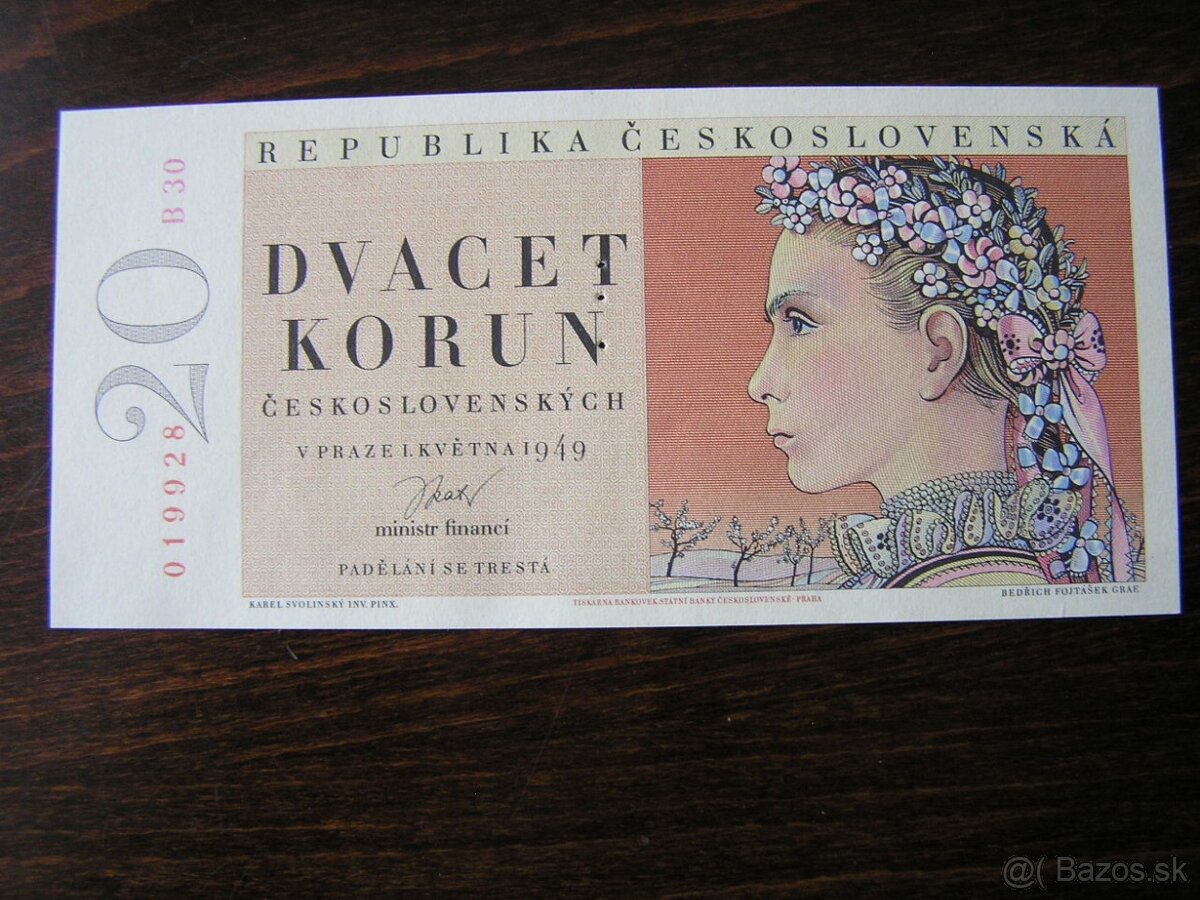 REPUBLIKA ČESKOSLOVENSKÁ
B 30
20
019928
DVACET
KORUN
ČESKOSLOVENSKÝCH
V PRAZE 1. KVĚTNA 1949
ministr financí
PADĚLÁNÍ SE TRESTÁ
KAREL SVOLINSKÝ INV. PINX.
TISKÁRNA BANKOVEK STÁTNÍ BANKY ČESKOSLOVENSKÉ - PRAHA
BEDŘICH FOJTAŠEK GRAE
@( Bazos.sk